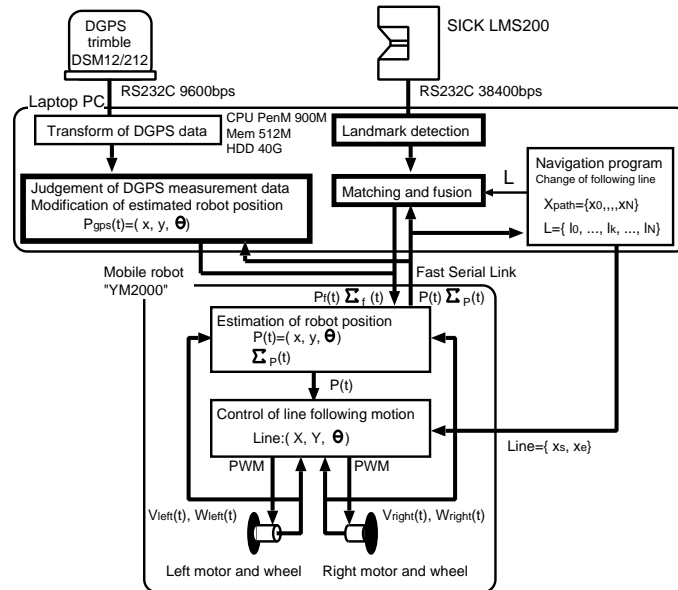 DGPS
trimble
DSM12/212
SICK LMS200
RS232C 9600bps
RS232C 38400bps
Laptop PC
Transform of DGPS data
CPU PenM 900M
Mem 512M
HDD 40G
Landmark detection
Judgement of DGPS measurement data
Modification of estimated robot position
Pgps(t)=( x, y, θ)
Matching and fusion
L
Navigation program
Change of following line
Xpath={x0,,,,xN}
L={ l0, ..., lk, ..., lN}
Mobile robot
"YM2000"
Fast Serial Link
Pf(t) Σf (t)
P(t) ΣP(t)
Estimation of robot position
P(t)=( x, y, θ)
ΣP(t)
P(t)
Control of line following motion
Line:( X, Y, θ)
Line={ xs, xe}
PWM
PWM
Vleft(t), Wleft(t)
Vright(t), Wright(t)
Left motor and wheel
Right motor and wheel